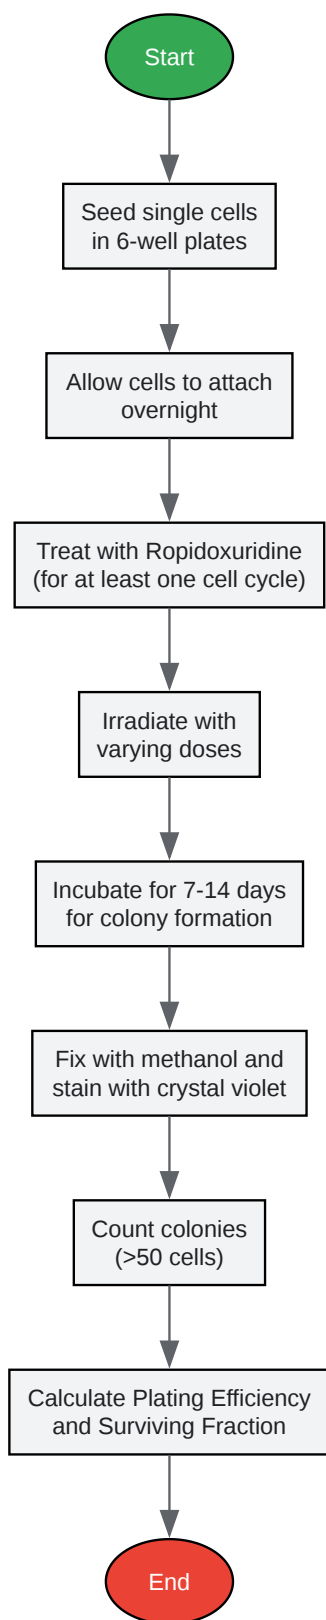 Start
Seed single cells
in 6-well plates
Allow cells to attach
overnight
Treat with Ropidoxuridine
(for at least one cell cycle)
Irradiate with
varying doses
Incubate for 7-14 days
for colony formation
Fix with methanol and
stain with crystal violet
Count colonies
(>50 cells)
Calculate Plating Efficiency
and Surviving Fraction
End